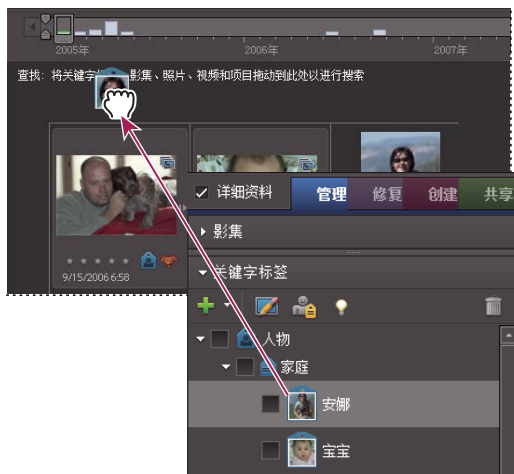 2005年 2006年 2007年
查找: 将关键字 影集、照片、视频和项目拖动到此处以进行搜索
详细资料 管理 修复 创建 共享
影集
9/15/2006 6:58
关键字标签
人物
家庭
安娜
宝宝